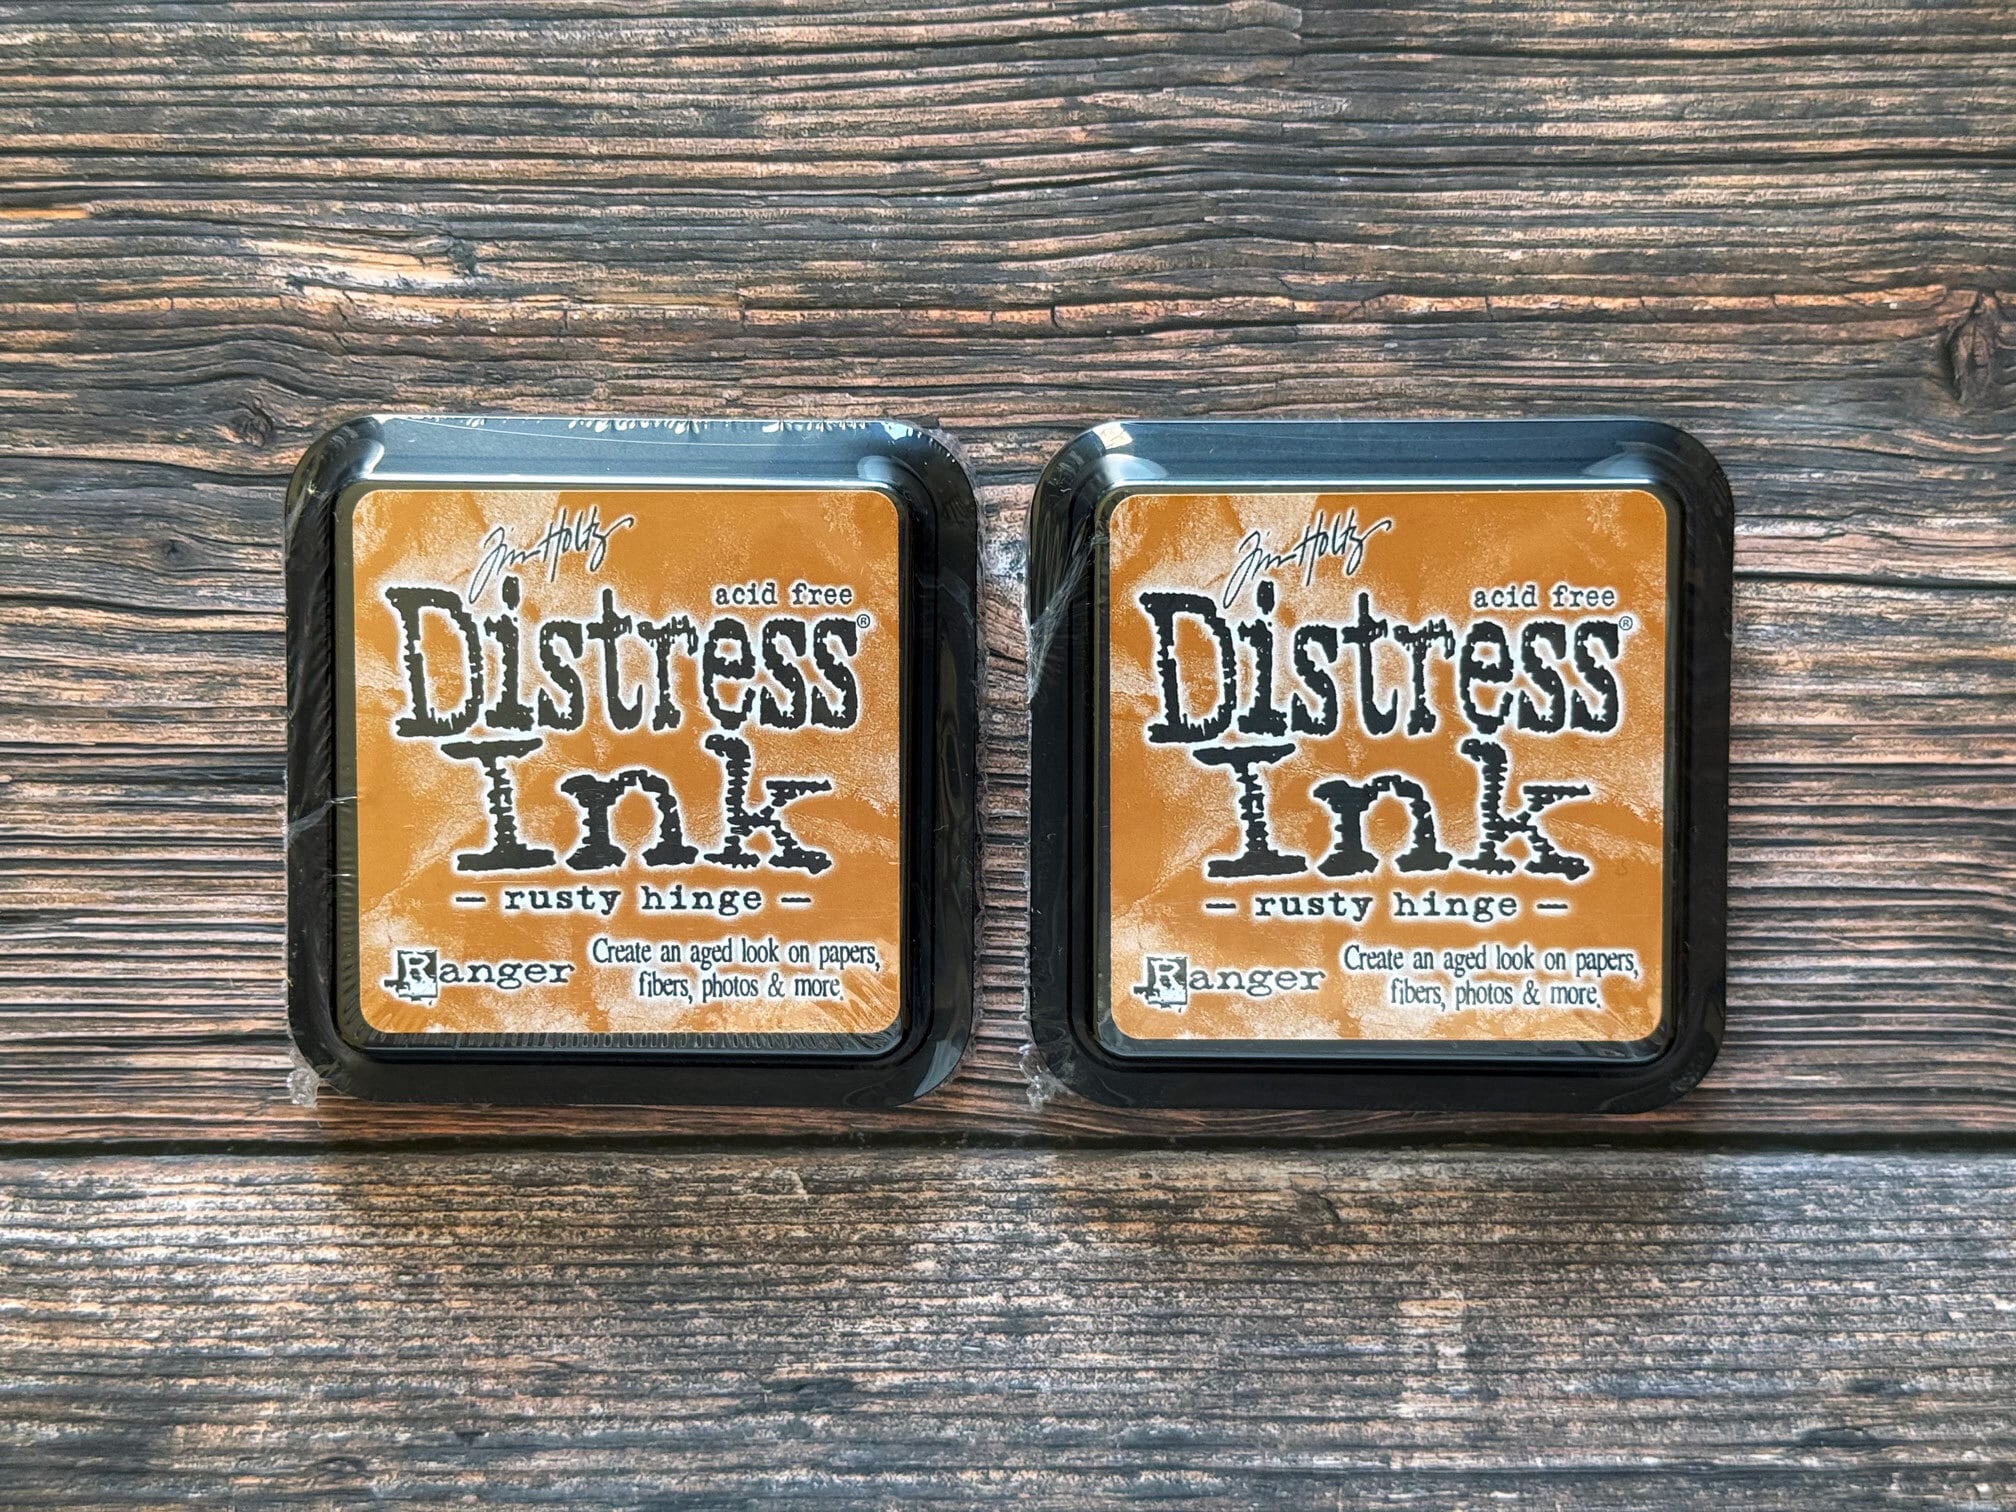 Tim Holtz
acid free
Distress®
Ink
— rusty hinge —
Ranger
Create an aged look on papers,
fibers, photos & more.
Tim Holtz
acid free
Distress®
Ink
— rusty hinge —
Ranger
Create an aged look on papers,
fibers, photos & more.